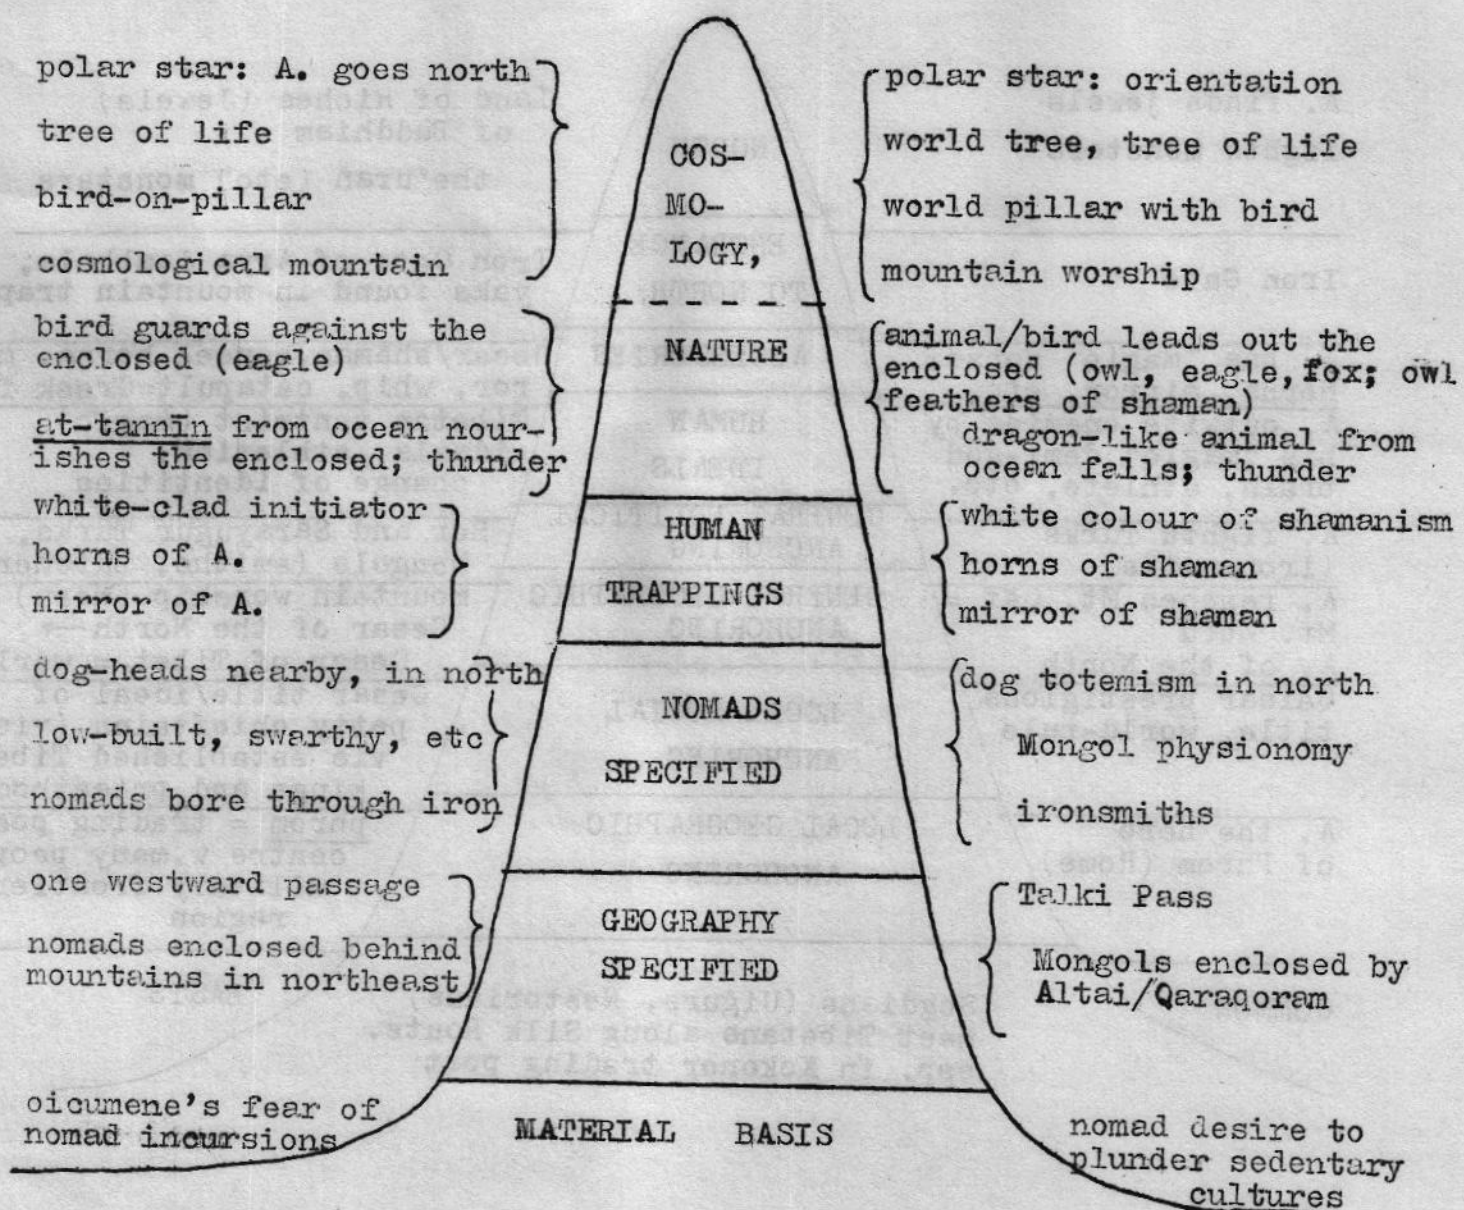 polar star: A. goes north
tree of life
bird-on-pillar
cosmological mountain
bird guards against the
enclosed (eagle)
at-tannīn from ocean nour-
ishes the enclosed; thunder
white-clad initiator
horns of A.
mirror of A.
dog-heads nearby, in north
low-built, swarthy, etc
nomads bore through iron
one westward passage
nomads enclosed behind
mountains in northeast
oicumene's fear of
nomad incursions
COS-
MO-
LOGY,
NATURE
HUMAN
TRAPPINGS
NOMADS
SPECIFIED
GEOGRAPHY
SPECIFIED
MATERIAL BASIS
polar star: orientation
world tree, tree of life
world pillar with bird
mountain worship
animal/bird leads out the
enclosed (owl, eagle, fox; owl
feathers of shaman)
dragon-like animal from
ocean falls; thunder
white colour of shamanism
horns of shaman
mirror of shaman
dog totemism in north
Mongol physionomy
ironsmiths
Talki Pass
Mongols enclosed by
Altai/Qaraqoram
nomad desire to
plunder sedentary
cultures